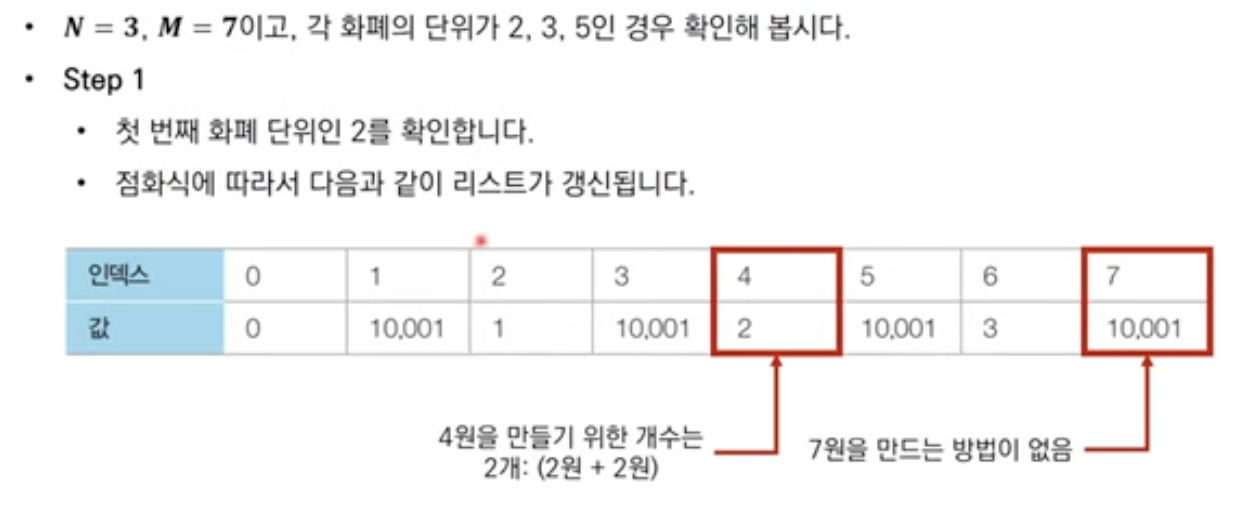 • N = 3, M = 7이고, 각 화폐의 단위가 2, 3, 5인 경우 확인해 봅시다.
• Step 1
• 첫 번째 화폐 단위인 2를 확인합니다.
• 점화식에 따라서 다음과 같이 리스트가 갱신됩니다.
인덱스 0 1 2 3 4 5 6 7
값 0 10,001 1 10,001 2 10,001 3 10,001
4원을 만들기 위한 개수는
2개: (2원 + 2원)
7원을 만드는 방법이 없음